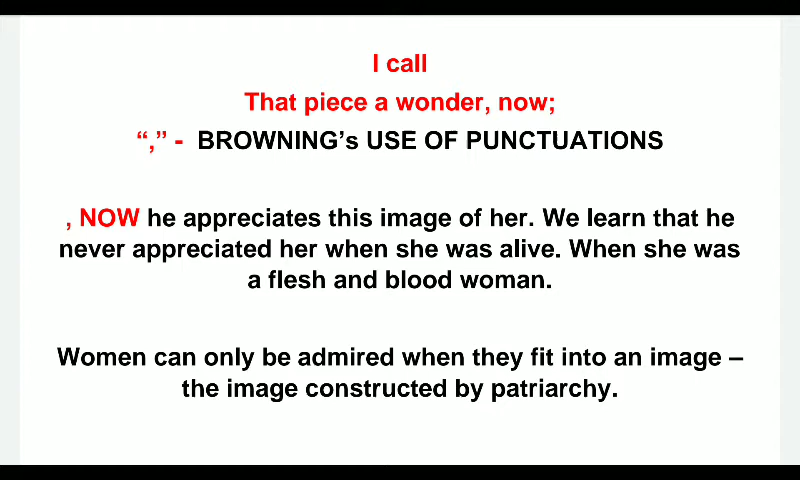 I call
That piece a wonder, now;
“,” - BROWNING’s USE OF PUNCTUATIONS
, NOW he appreciates this image of her. We learn that he
never appreciated her when she was alive. When she was
a flesh and blood woman.
Women can only be admired when they fit into an image –
the image constructed by patriarchy.